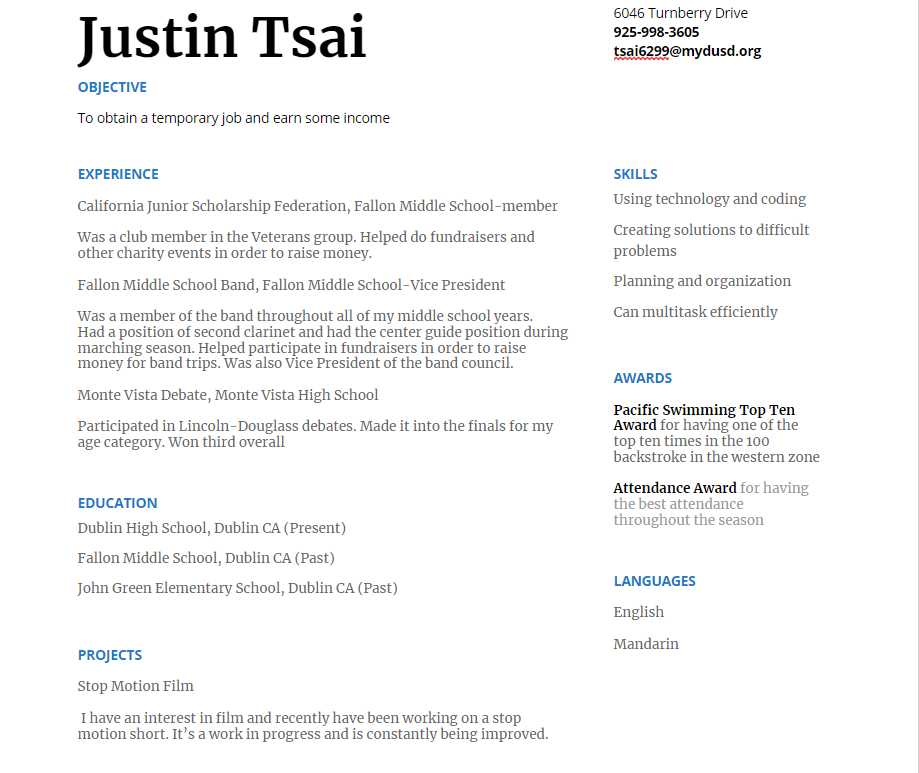 Justin Tsai
6046 Turnberry Drive
925-998-3605
tsai6299@mydusd.org
OBJECTIVE
To obtain a temporary job and earn some income
EXPERIENCE
California Junior Scholarship Federation, Fallon Middle School-member
Was a club member in the Veterans group. Helped do fundraisers and
other charity events in order to raise money.
Fallon Middle School Band, Fallon Middle School-Vice President
Was a member of the band throughout all of my middle school years.
Had a position of second clarinet and had the center guide position during
marching season. Helped participate in fundraisers in order to raise
money for band trips. Was also Vice President of the band council.
Monte Vista Debate, Monte Vista High School
Participated in Lincoln-Douglass debates. Made it into the finals for my
age category. Won third overall
EDUCATION
Dublin High School, Dublin CA (Present)
Fallon Middle School, Dublin CA (Past)
John Green Elementary School, Dublin CA (Past)
PROJECTS
Stop Motion Film
I have an interest in film and recently have been working on a stop
motion short. It’s a work in progress and is constantly being improved.
SKILLS
Using technology and coding
Creating solutions to difficult
problems
Planning and organization
Can multitask efficiently
AWARDS
Pacific Swimming Top Ten
Award for having one of the
top ten times in the 100
backstroke in the western zone
Attendance Award for having
the best attendance
throughout the season
LANGUAGES
English
Mandarin